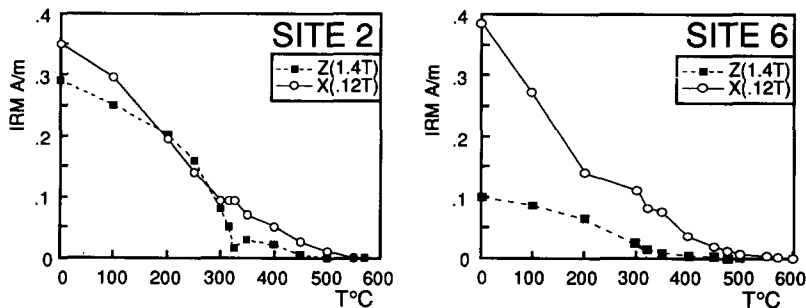 SITE 2
Z(1.4T)
X(.12T)
IRM A/m
.4
.3
.2
.1
0
0 100 200 300 400 500 600
T°C
SITE 6
Z(1.4T)
X(.12T)
IRM A/m
.4
.3
.2
.1
0
0 100 200 300 400 500 600
T°C